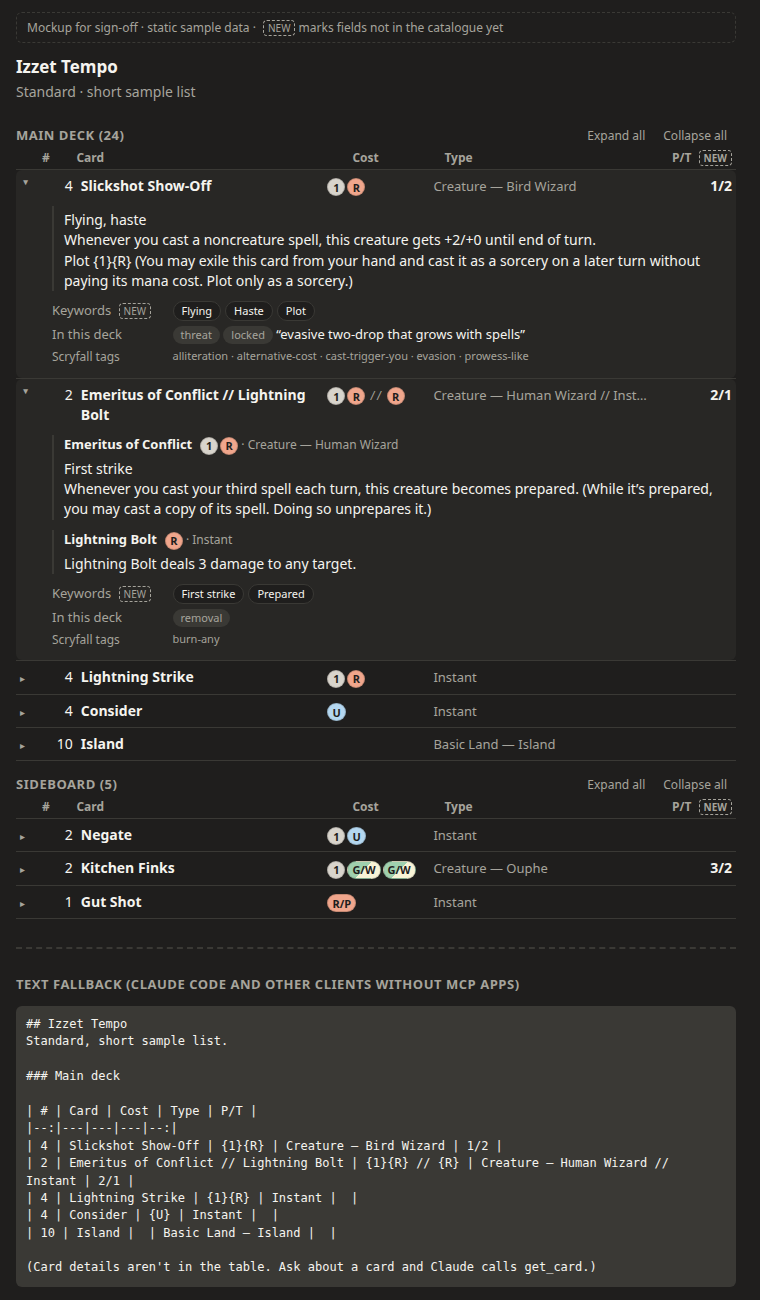 Mockup for sign-off · static sample data · NEW marks fields not in the catalogue yet
Izzet Tempo
Standard · short sample list
MAIN DECK (24) Expand all Collapse all
# Card Cost Type P/T NEW
▾ 4 Slickshot Show-Off 1 R Creature — Bird Wizard 1/2
Flying, haste
Whenever you cast a noncreature spell, this creature gets +2/+0 until end of turn.
Plot {1}{R} (You may exile this card from your hand and cast it as a sorcery on a later turn without
paying its mana cost. Plot only as a sorcery.)
Keywords NEW Flying Haste Plot
In this deck threat locked “evasive two-drop that grows with spells”
Scryfall tags alliteration · alternative-cost · cast-trigger-you · evasion · prowess-like
▾ 2 Emeritus of Conflict // Lightning 1 R // R Creature — Human Wizard // Inst… 2/1
Bolt
Emeritus of Conflict 1 R · Creature — Human Wizard
First strike
Whenever you cast your third spell each turn, this creature becomes prepared. (While it’s prepared,
you may cast a copy of its spell. Doing so unprepares it.)
Lightning Bolt R · Instant
Lightning Bolt deals 3 damage to any target.
Keywords NEW First strike Prepared
In this deck removal
Scryfall tags burn-any
▸ 4 Lightning Strike 1 R Instant
▸ 4 Consider U Instant
▸ 10 Island Basic Land — Island
SIDEBOARD (5) Expand all Collapse all
# Card Cost Type P/T NEW
▸ 2 Negate 1 U Instant
▸ 2 Kitchen Finks 1 G/W G/W Creature — Ouphe 3/2
▸ 1 Gut Shot R/P Instant
TEXT FALLBACK (CLAUDE CODE AND OTHER CLIENTS WITHOUT MCP APPS)
## Izzet Tempo
Standard, short sample list.
### Main deck
| # | Card | Cost | Type | P/T |
|--:|---|---|---|--:|
| 4 | Slickshot Show-Off | {1}{R} | Creature — Bird Wizard | 1/2 |
| 2 | Emeritus of Conflict // Lightning Bolt | {1}{R} // {R} | Creature — Human Wizard //
Instant | 2/1 |
| 4 | Lightning Strike | {1}{R} | Instant |  |
| 4 | Consider | {U} | Instant |  |
| 10 | Island |  | Basic Land — Island |  |
(Card details aren't in the table. Ask about a card and Claude calls get_card.)